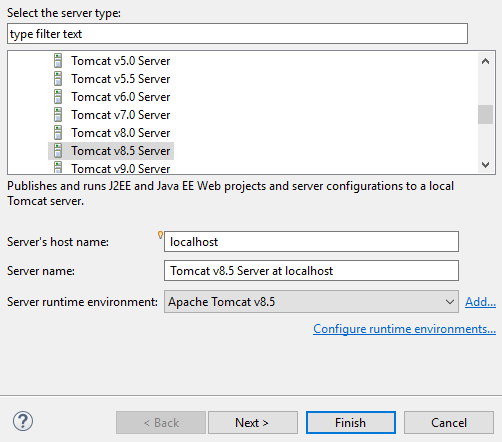 Select the server type:
type filter text
Tomcat v5.0 Server
Tomcat v5.5 Server
Tomcat v6.0 Server
Tomcat v7.0 Server
Tomcat v8.0 Server
Tomcat v8.5 Server
Tomcat v9.0 Server
Publishes and runs J2EE and Java EE Web projects and server configurations to a local
Tomcat server.
Server's host name: localhost
Server name: Tomcat v8.5 Server at localhost
Server runtime environment: Apache Tomcat v8.5 Add...
Configure runtime environments...
? < Back Next > Finish Cancel